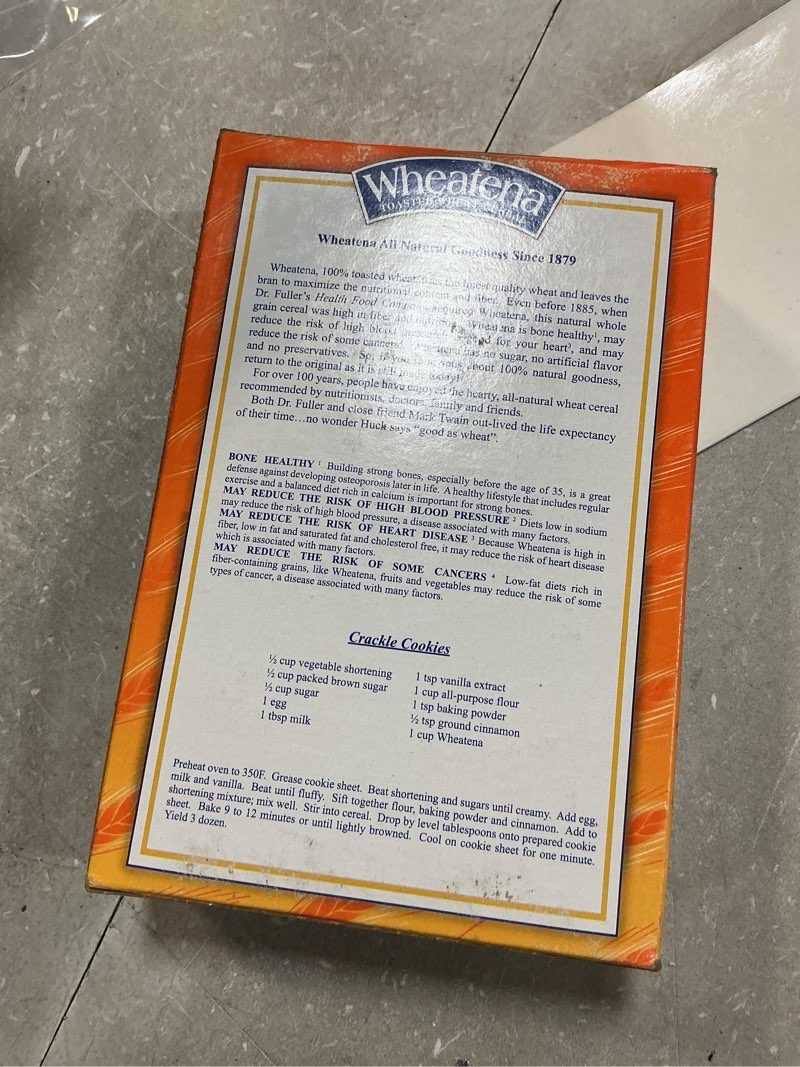 Wheatena
TOASTED WHEAT
Wheatena All Natural Goodness Since 1879
Wheatena, 100% toasted wheat, the finest quality wheat and leaves the
bran to maximize the nutritional content and fiber. Even before 1885, when
Dr. Fuller's Health Food acquired Wheatena, this natural whole
grain cereal was high in fiber and Wheatena is bone healthy¹, may
reduce the risk of high blood for your heart³, and may
reduce the risk of some cancers has no sugar, no artificial flavor
and no preservatives. So, if about 100% natural goodness,
return to the original as it is still made today!
For over 100 years, people have enjoyed the hearty, all-natural wheat cereal
recommended by nutritionists, doctors, family and friends.
Both Dr. Fuller and close friend Mark Twain out-lived the life expectancy
of their time…no wonder Huck says "good as wheat".
BONE HEALTHY ¹ Building strong bones, especially before the age of 35, is a great
defense against developing osteoporosis later in life. A healthy lifestyle that includes regular
exercise and a balanced diet rich in calcium is important for strong bones.
MAY REDUCE THE RISK OF HIGH BLOOD PRESSURE ² Diets low in sodium
may reduce the risk of high blood pressure, a disease associated with many factors.
MAY REDUCE THE RISK OF HEART DISEASE ³ Because Wheatena is high in
fiber, low in fat and saturated fat and cholesterol free, it may reduce the risk of heart disease
which is associated with many factors.
MAY REDUCE THE RISK OF SOME CANCERS ⁴ Low-fat diets rich in
fiber-containing grains, like Wheatena, fruits and vegetables may reduce the risk of some
types of cancer, a disease associated with many factors.
Crackle Cookies
½ cup vegetable shortening
½ cup packed brown sugar
½ cup sugar
1 egg
1 tbsp milk
1 tsp vanilla extract
1 cup all-purpose flour
1 tsp baking powder
½ tsp ground cinnamon
1 cup Wheatena
Preheat oven to 350F. Grease cookie sheet. Beat shortening and sugars until creamy. Add egg,
milk and vanilla. Beat until fluffy. Sift together flour, baking powder and cinnamon. Add to
shortening mixture; mix well. Stir into cereal. Drop by level tablespoons onto prepared cookie
sheet. Bake 9 to 12 minutes or until lightly browned. Cool on cookie sheet for one minute.
Yield 3 dozen.